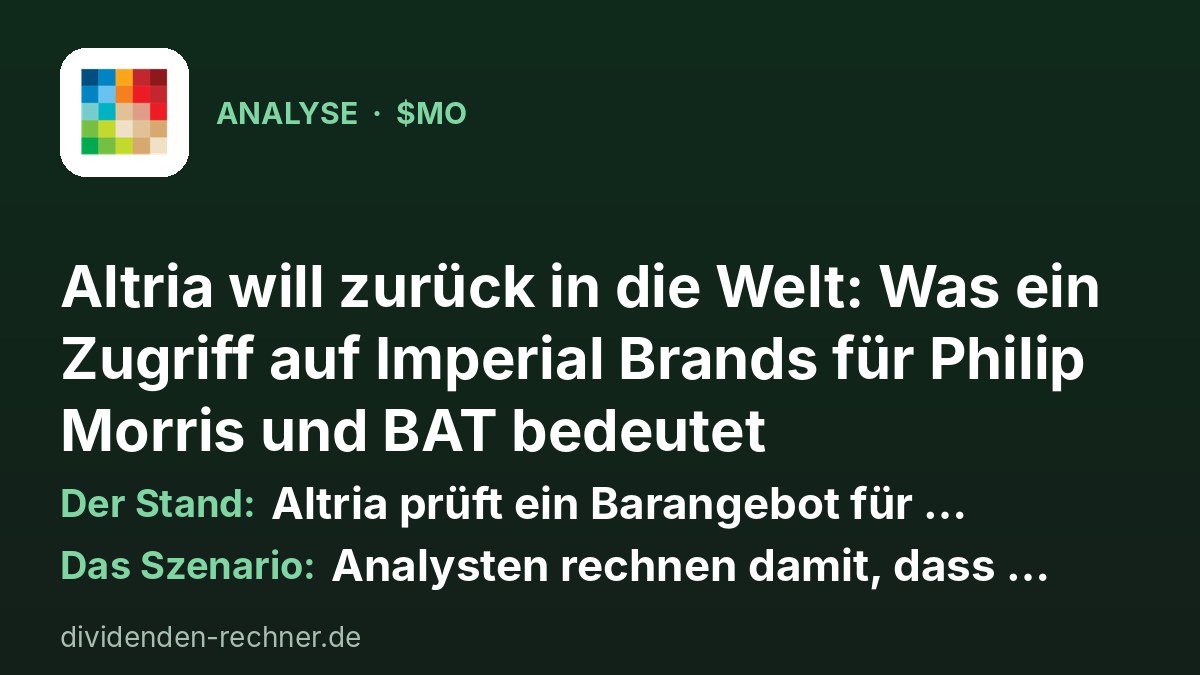 ANALYSE · $MO
Altria will zurück in die Welt: Was ein
Zugriff auf Imperial Brands für Philip
Morris und BAT bedeutet
Der Stand: Altria prüft ein Barangebot für ...
Das Szenario: Analysten rechnen damit, dass ...
dividenden-rechner.de